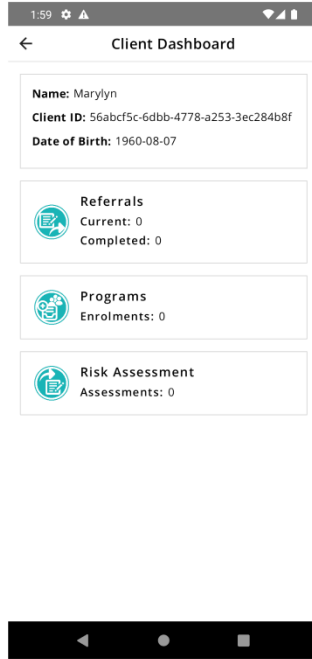 1:59
Client Dashboard
Name: Marylyn
Client ID: 56abcf5c-6dbb-4778-a253-3ec284b8f
Date of Birth: 1960-08-07
Referrals
Current: 0
Completed: 0
Programs
Enrolments: 0
Risk Assessment
Assessments: 0